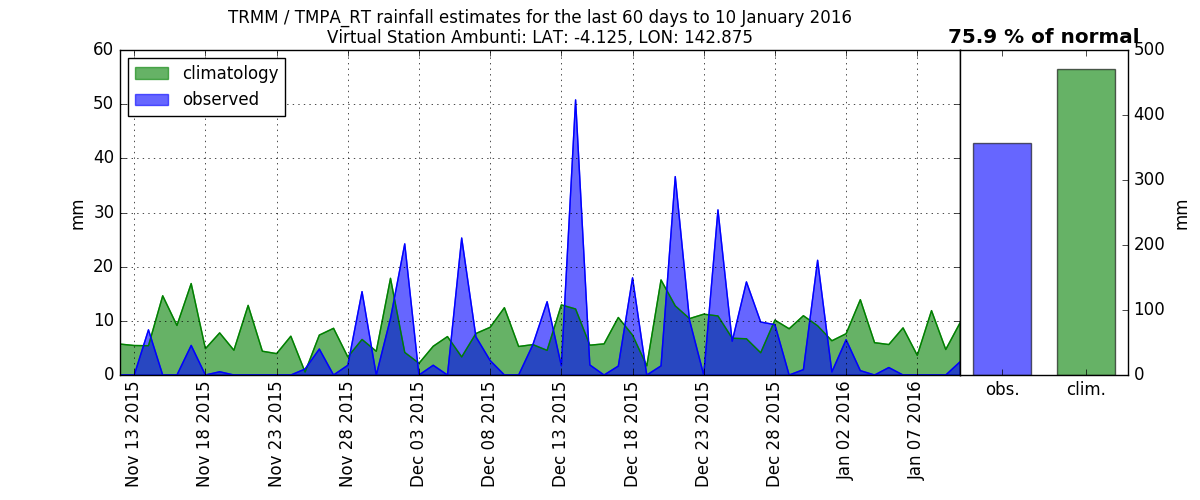 TRMM / TMPA_RT rainfall estimates for the last 60 days to 10 January 2016
Virtual Station Ambunti: LAT: -4.125, LON: 142.875
75.9 % of normal
climatology
observed
60
50
40
30
20
10
0
mm
Nov 13 2015
Nov 18 2015
Nov 23 2015
Nov 28 2015
Dec 03 2015
Dec 08 2015
Dec 13 2015
Dec 18 2015
Dec 23 2015
Dec 28 2015
Jan 02 2016
Jan 07 2016
500
400
300
200
100
0
mm
obs.
clim.